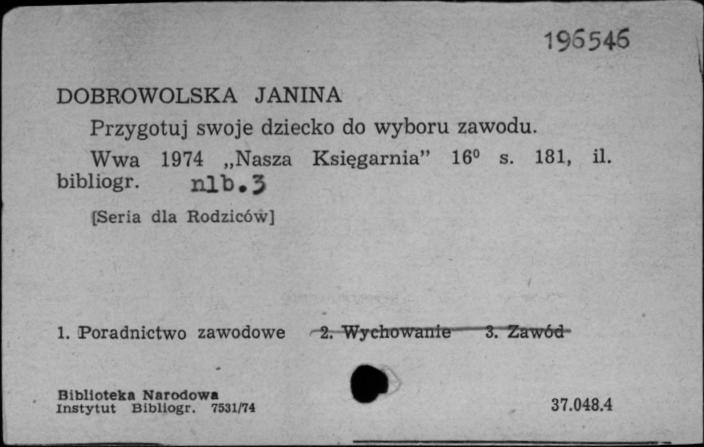 196546
DOBROWOLSKA JANINA
Przygotuj swoje dziecko do wyboru zawodu.
Wwa 1974 „Nasza Księgarnia” 16⁰ s. 181, il.
bibliogr. nlb.3
[Seria dla Rodziców]
1. Poradnictwo zawodowe 2. Wychowanie 3. Zawód
Biblioteka Narodowa
Instytut Bibliogr. 7531/74 37.048.4